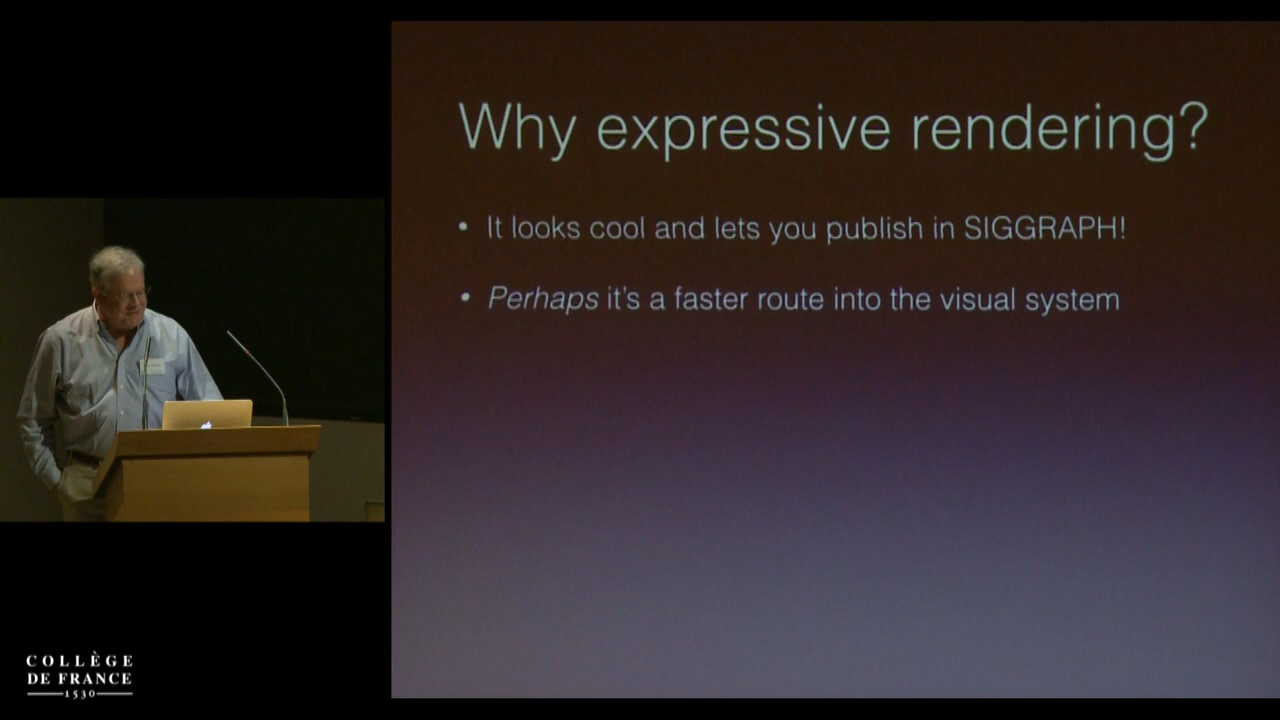 Why expressive rendering?
• It looks cool and lets you publish in SIGGRAPH!
• Perhaps it's a faster route into the visual system
COLLÈGE
DE FRANCE
1530